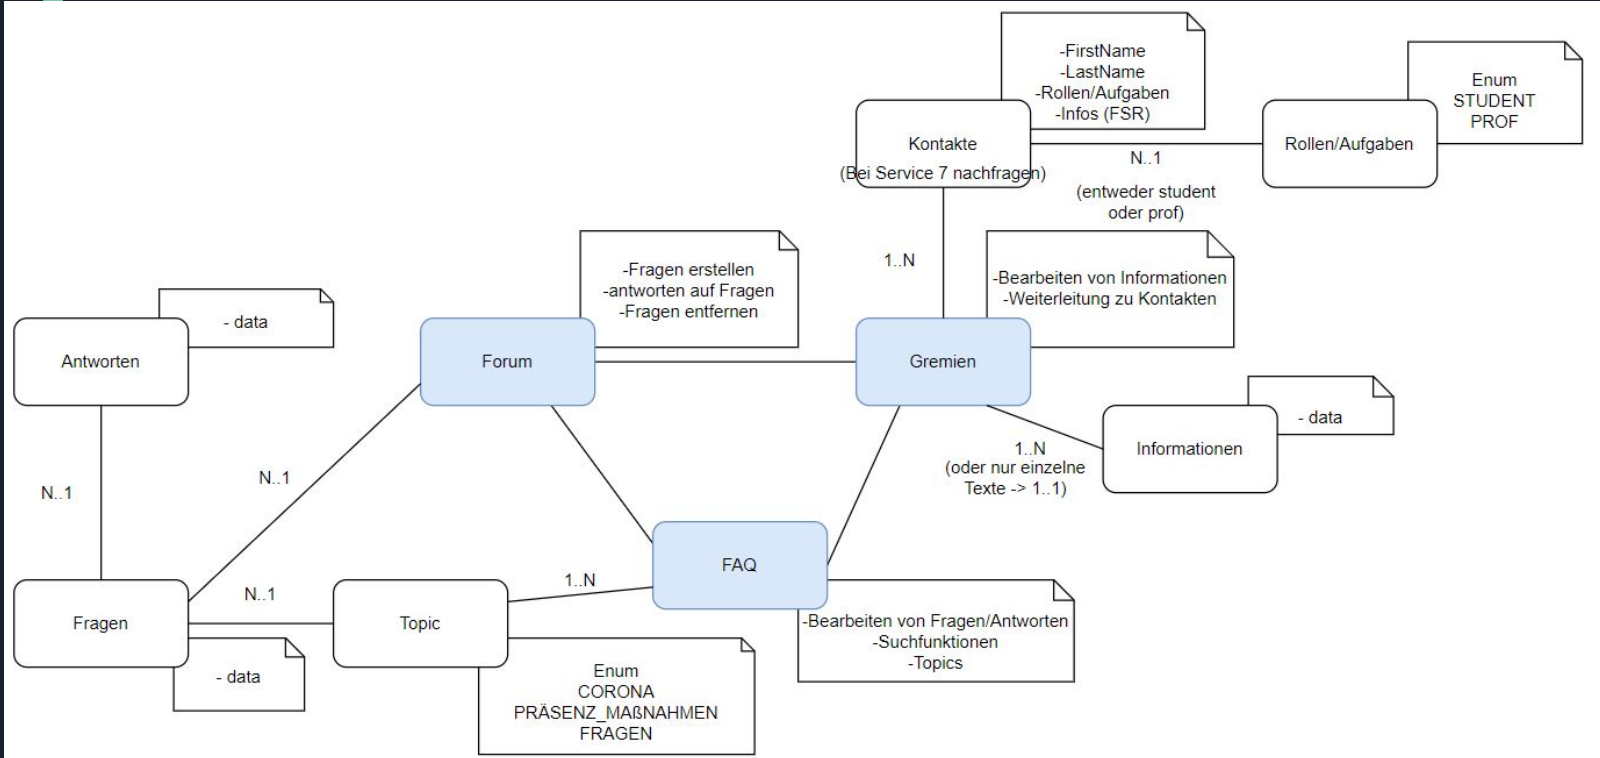 -FirstName
-LastName
-Rollen/Aufgaben
-Infos (FSR)
Enum
STUDENT
PROF
Kontakte
(Bei Service 7 nachfragen)
Rollen/Aufgaben
N..1
(entweder student
oder prof)
1..N
-Fragen erstellen
-antworten auf Fragen
-Fragen entfernen
-Bearbeiten von Informationen
-Weiterleitung zu Kontakten
- data
Antworten
Forum
Gremien
- data
Informationen
1..N
(oder nur einzelne
Texte -> 1..1)
N..1
N..1
FAQ
1..N
N..1
Fragen
Topic
-Bearbeiten von Fragen/Antworten
-Suchfunktionen
-Topics
- data
Enum
CORONA
PRÄSENZ_MAßNAHMEN
FRAGEN